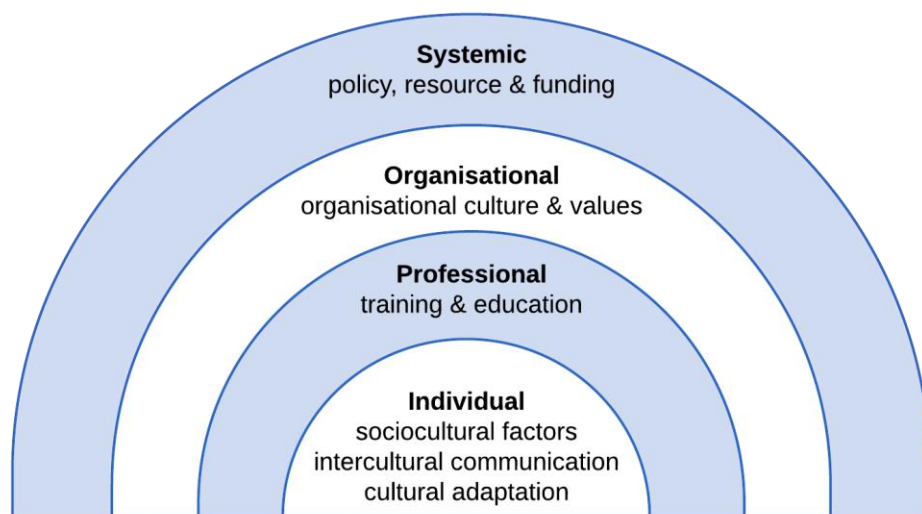 Systemic
policy, resource & funding
Organisational
organisational culture & values
Professional
training & education
Individual
sociocultural factors
intercultural communication
cultural adaptation